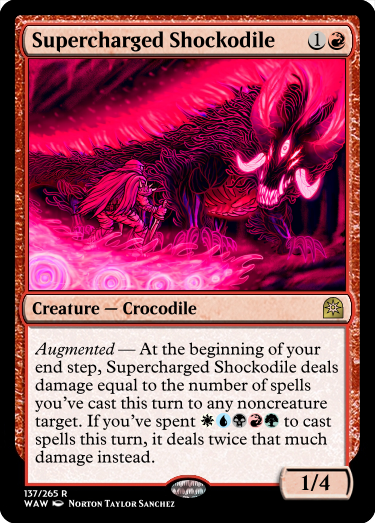 Supercharged Shockodile 1
Creature — Crocodile
Augmented — At the beginning of your
end step, Supercharged Shockodile deals
damage equal to the number of spells
you've cast this turn to any noncreature
target. If you've spent to cast
spells this turn, it deals twice that much
damage instead.
1/4
137/265 R
WAW Norton Taylor Sanchez